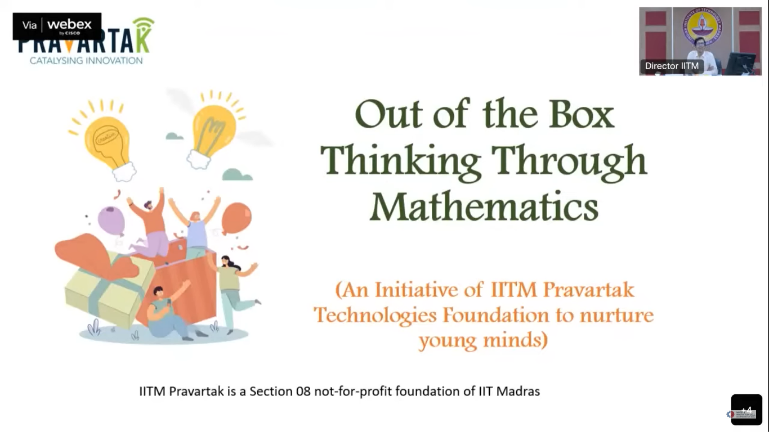 Via webex
by CISCO
PRAVARTAK
CATALYSING INNOVATION
Director IITM
Out of the Box
Thinking Through
Mathematics
(An Initiative of IITM Pravartak
Technologies Foundation to nurture
young minds)
IITM Pravartak is a Section 08 not-for-profit foundation of IIT Madras
+4